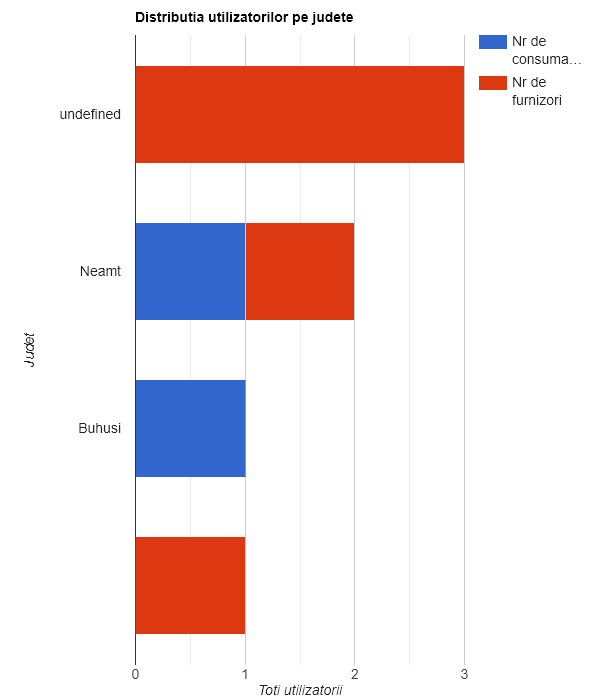 Distributia utilizatorilor pe judete
Nr de
consuma…
Nr de
furnizori
undefined
Neamt
Buhusi
Judet
0 1 2 3
Toti utilizatorii